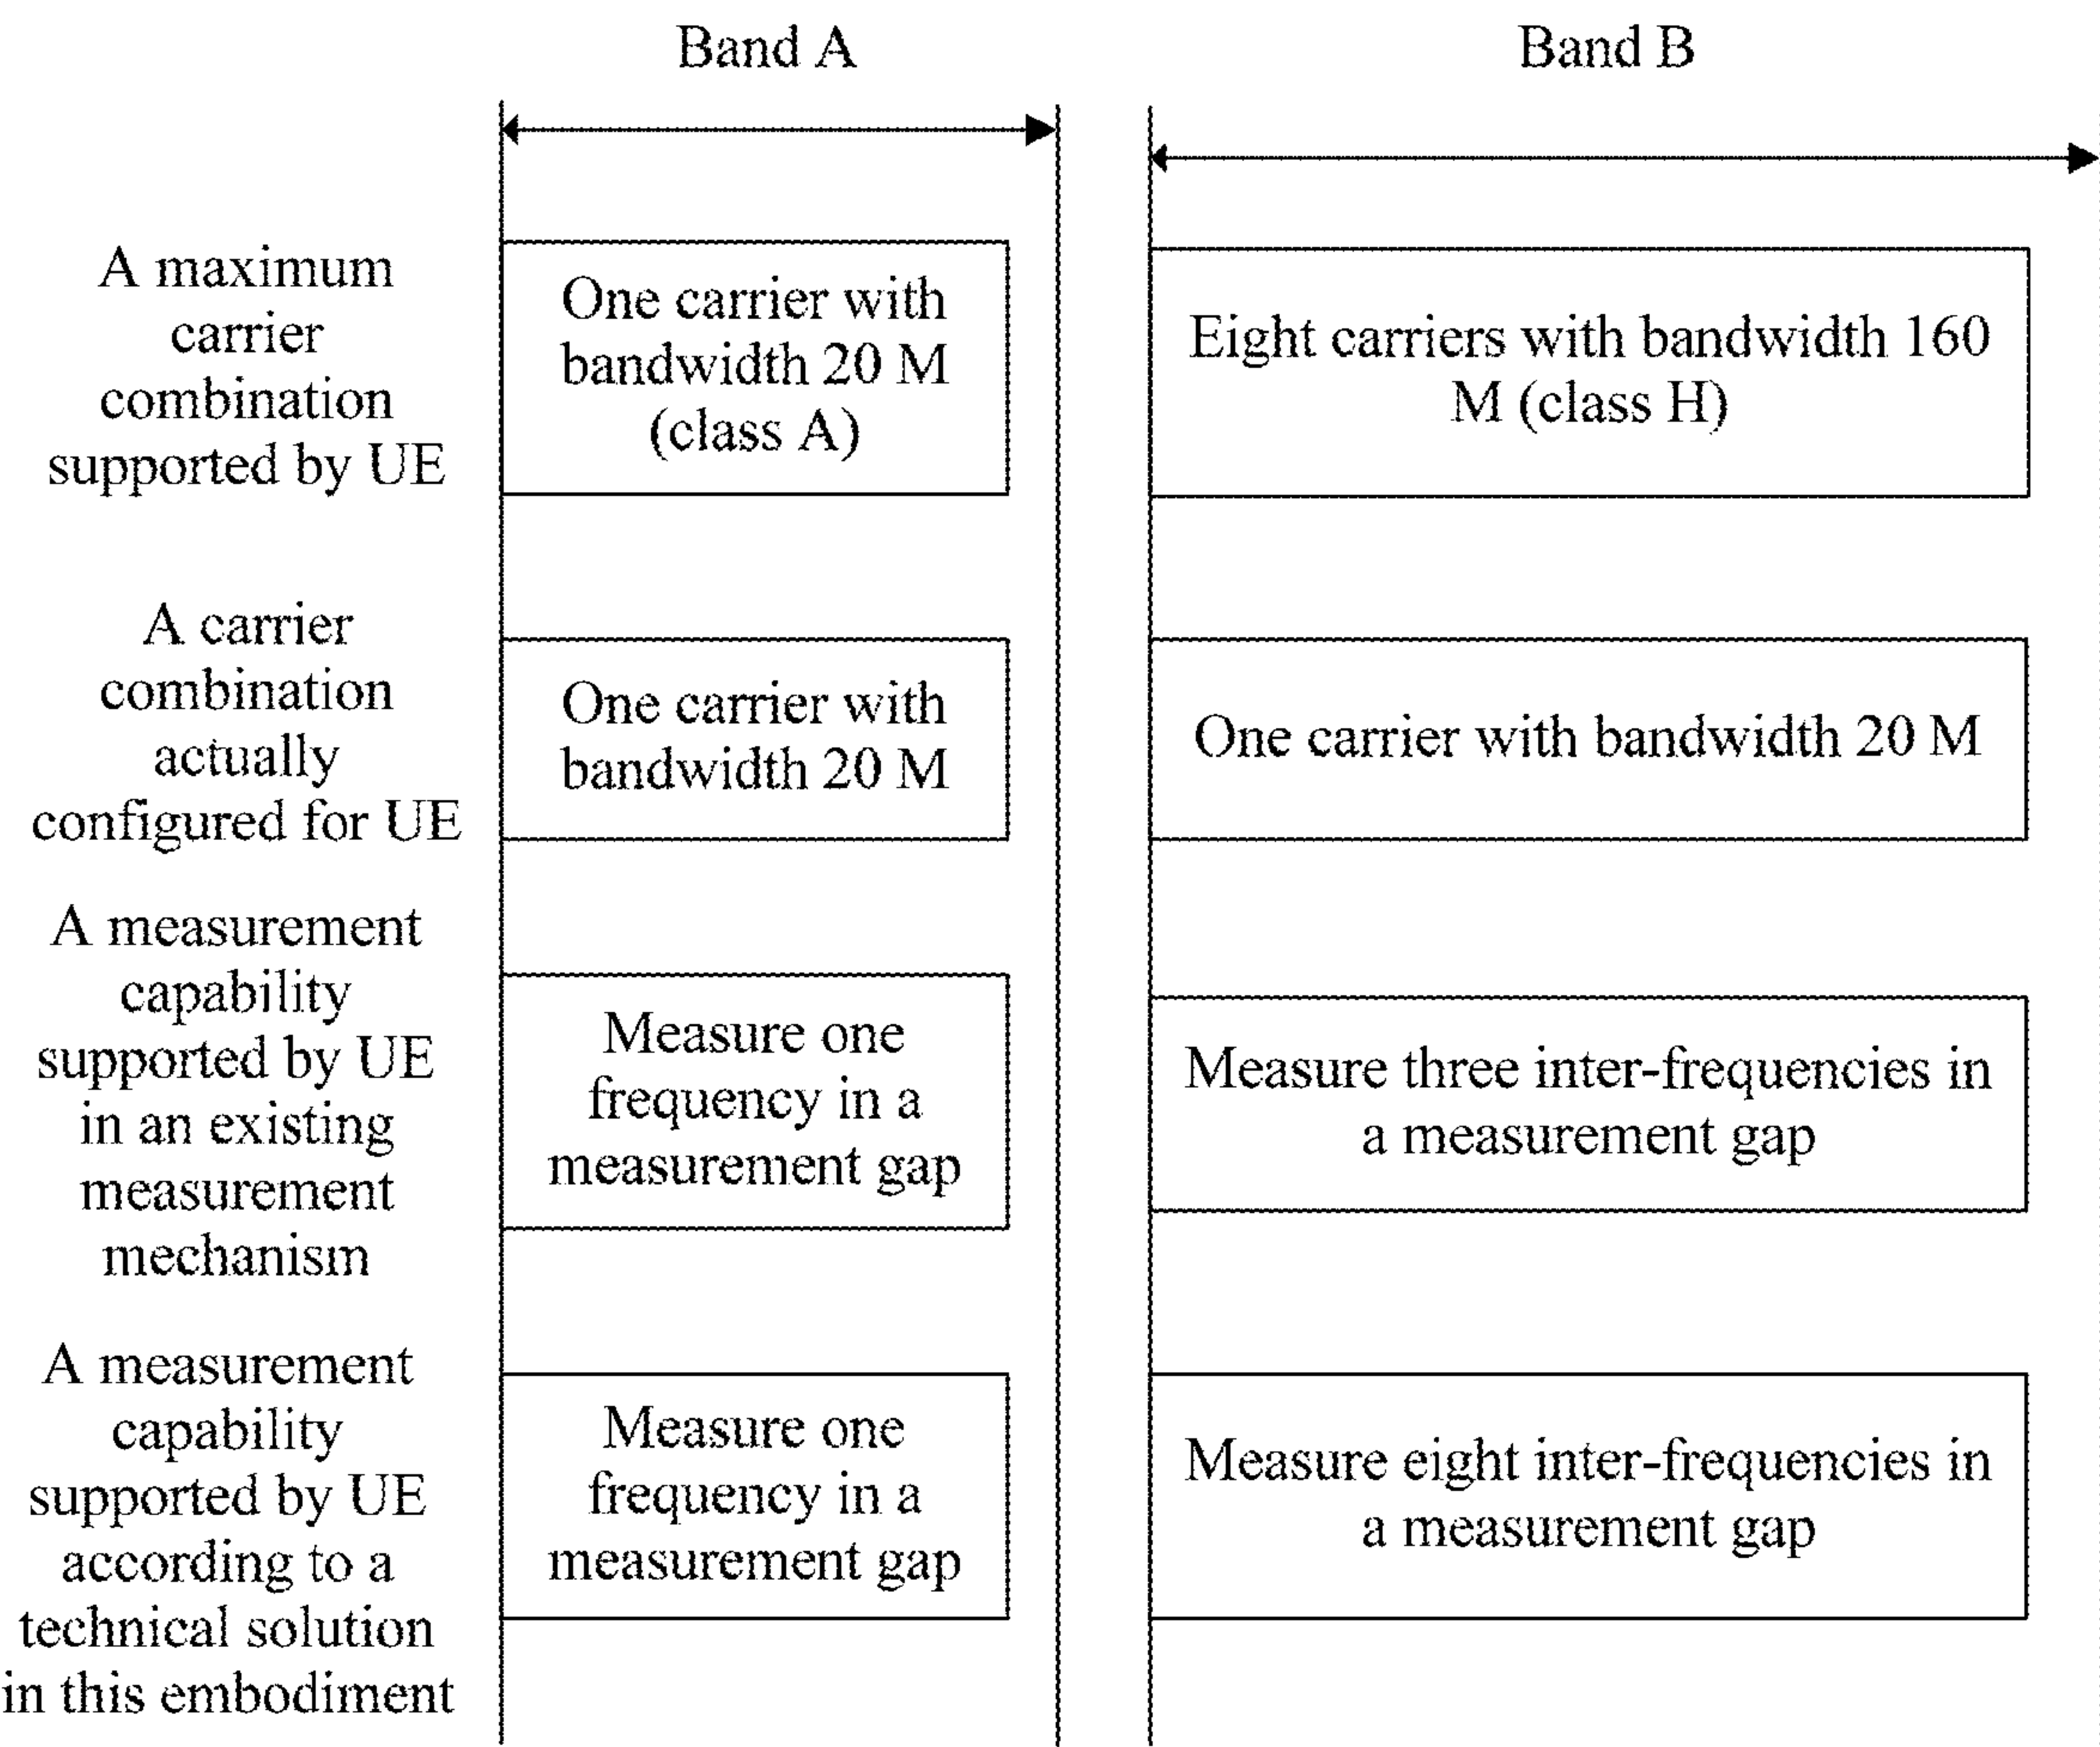 Band A
Band B
A maximum
carrier
combination
supported by UE
One carrier with
bandwidth 20 M
(class A)
Eight carriers with bandwidth 160
M (class H)
A carrier
combination
actually
configured for UE
One carrier with
bandwidth 20 M
One carrier with bandwidth 20 M
A measurement
capability
supported by UE
in an existing
measurement
mechanism
Measure one
frequency in a
measurement gap
Measure three inter-frequencies in
a measurement gap
A measurement
capability
supported by UE
according to a
technical solution
in this embodiment
Measure one
frequency in a
measurement gap
Measure eight inter-frequencies in
a measurement gap